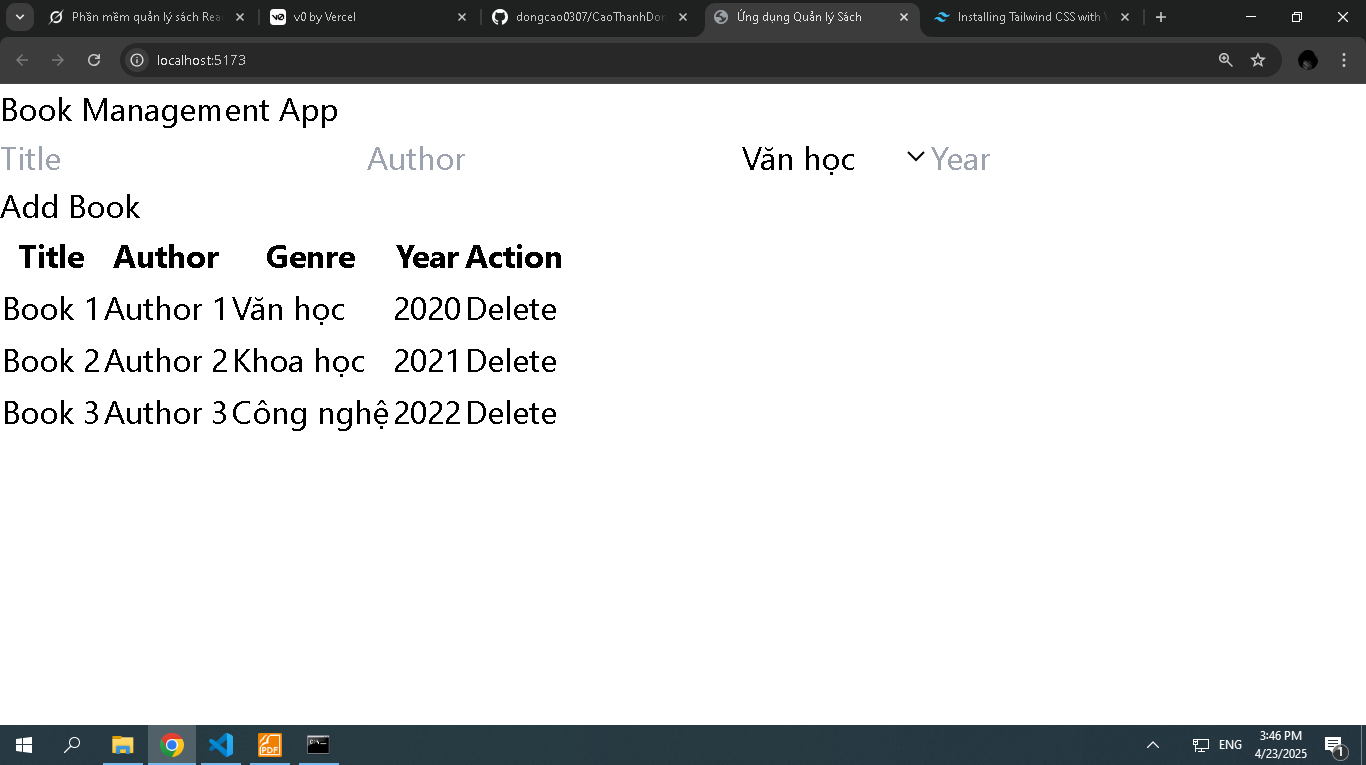 Phần mềm quản lý sách Rea
v0 by Vercel
dongcao0307/CaoThanhDon
Ứng dụng Quản lý Sách
Installing Tailwind CSS with
localhost:5173
Book Management App
Title Author Văn học Year
Add Book
Title Author Genre Year Action
Book 1 Author 1 Văn học 2020 Delete
Book 2 Author 2 Khoa học 2021 Delete
Book 3 Author 3 Công nghệ 2022 Delete
PDF
ENG
3:46 PM
4/23/2025
1